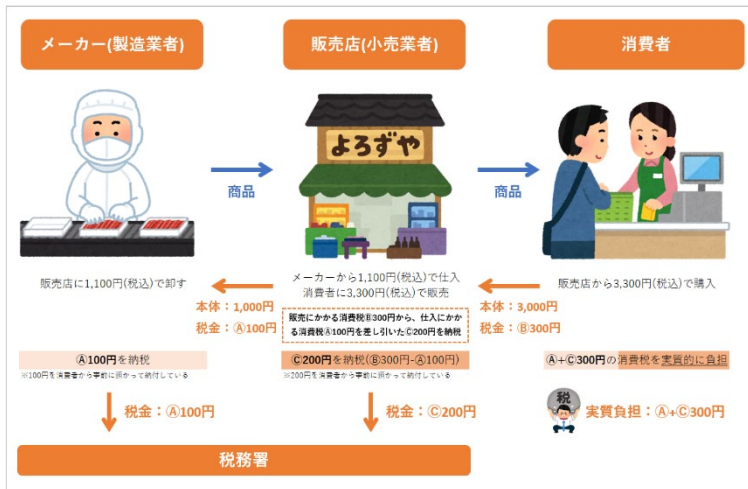 メーカー(製造業者)
販売店(小売業者)
消費者
よろずや
商品
商品
販売店に1,100円(税込)で卸す
メーカーから1,100円(税込)で仕入
消費者に3,300円(税込)で販売
販売店から3,300円(税込)で購入
本体：1,000円
税金：Ⓐ100円
販売にかかる消費税Ⓑ300円から、仕入にかか
る消費税Ⓐ100円を差し引いたⒸ200円を納税
本体：3,000円
税金：Ⓑ300円
Ⓐ100円を納税
※100円を消費者から事前に預かって納付している
Ⓒ200円を納税(Ⓑ300円-Ⓐ100円)
※200円を消費者から事前に預かって納付している
Ⓐ+Ⓒ300円の消費税を実質的に負担
税金：Ⓐ100円
税金：Ⓒ200円
税
実質負担：Ⓐ+Ⓒ300円
税務署